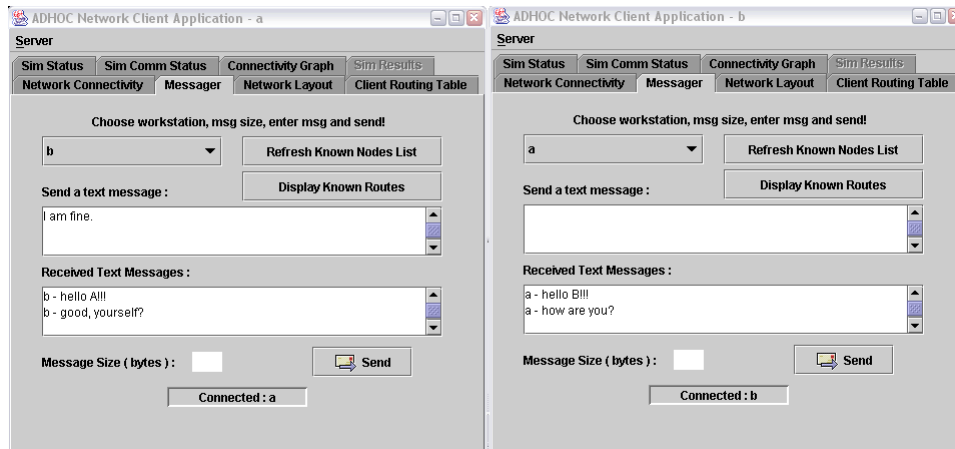 ADHOC Network Client Application - a
Server
Sim Status Sim Comm Status Connectivity Graph Sim Results
Network Connectivity Messager Network Layout Client Routing Table
Choose workstation, msg size, enter msg and send!
b Refresh Known Nodes List
Display Known Routes
Send a text message :
I am fine.
Received Text Messages :
b - hello A!!!
b - good, yourself?
Message Size ( bytes ) : Send
Connected : a
ADHOC Network Client Application - b
Server
Sim Status Sim Comm Status Connectivity Graph Sim Results
Network Connectivity Messager Network Layout Client Routing Table
Choose workstation, msg size, enter msg and send!
a Refresh Known Nodes List
Display Known Routes
Send a text message :
Received Text Messages :
a - hello B!!!
a - how are you?
Message Size ( bytes ) : Send
Connected : b